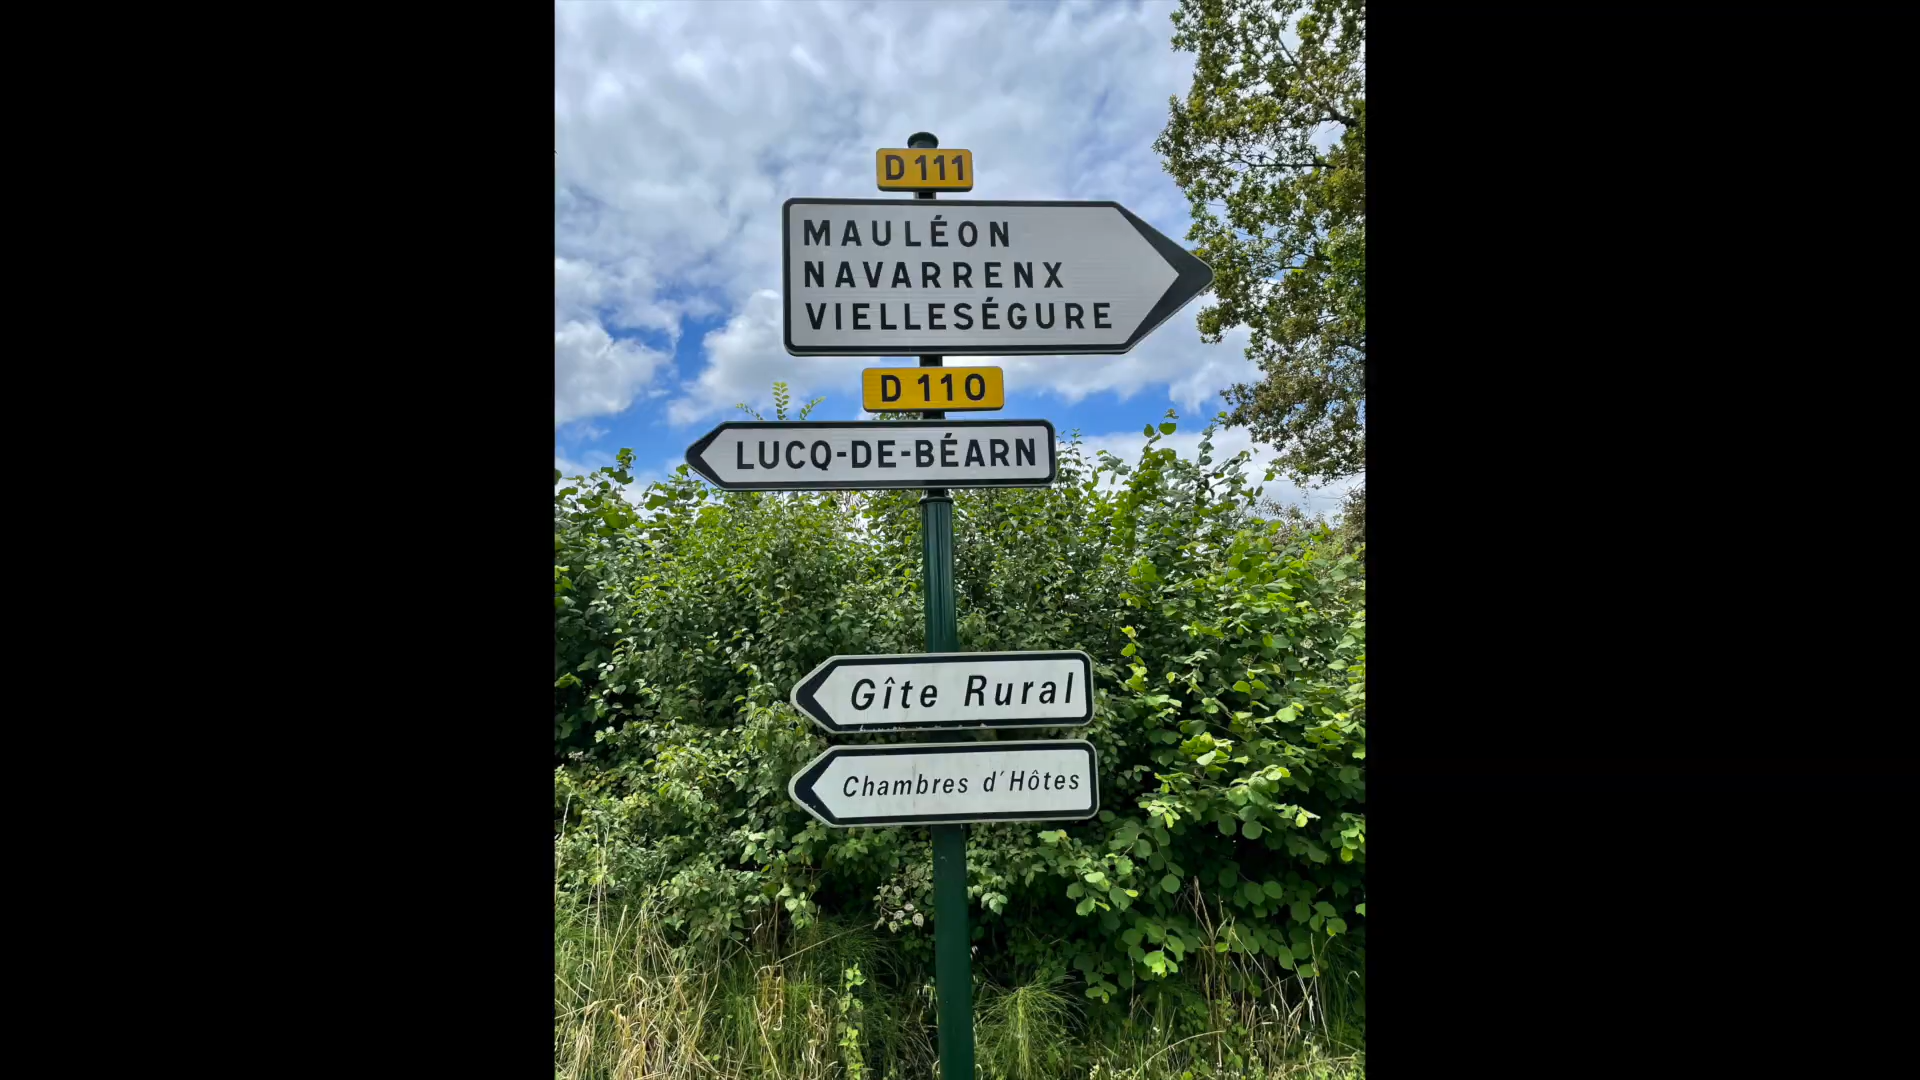 D 111
MAULÉON
NAVARRENX
VIELLESÉGURE
D 110
LUCQ-DE-BÉARN
Gîte Rural
Chambres d'Hôtes